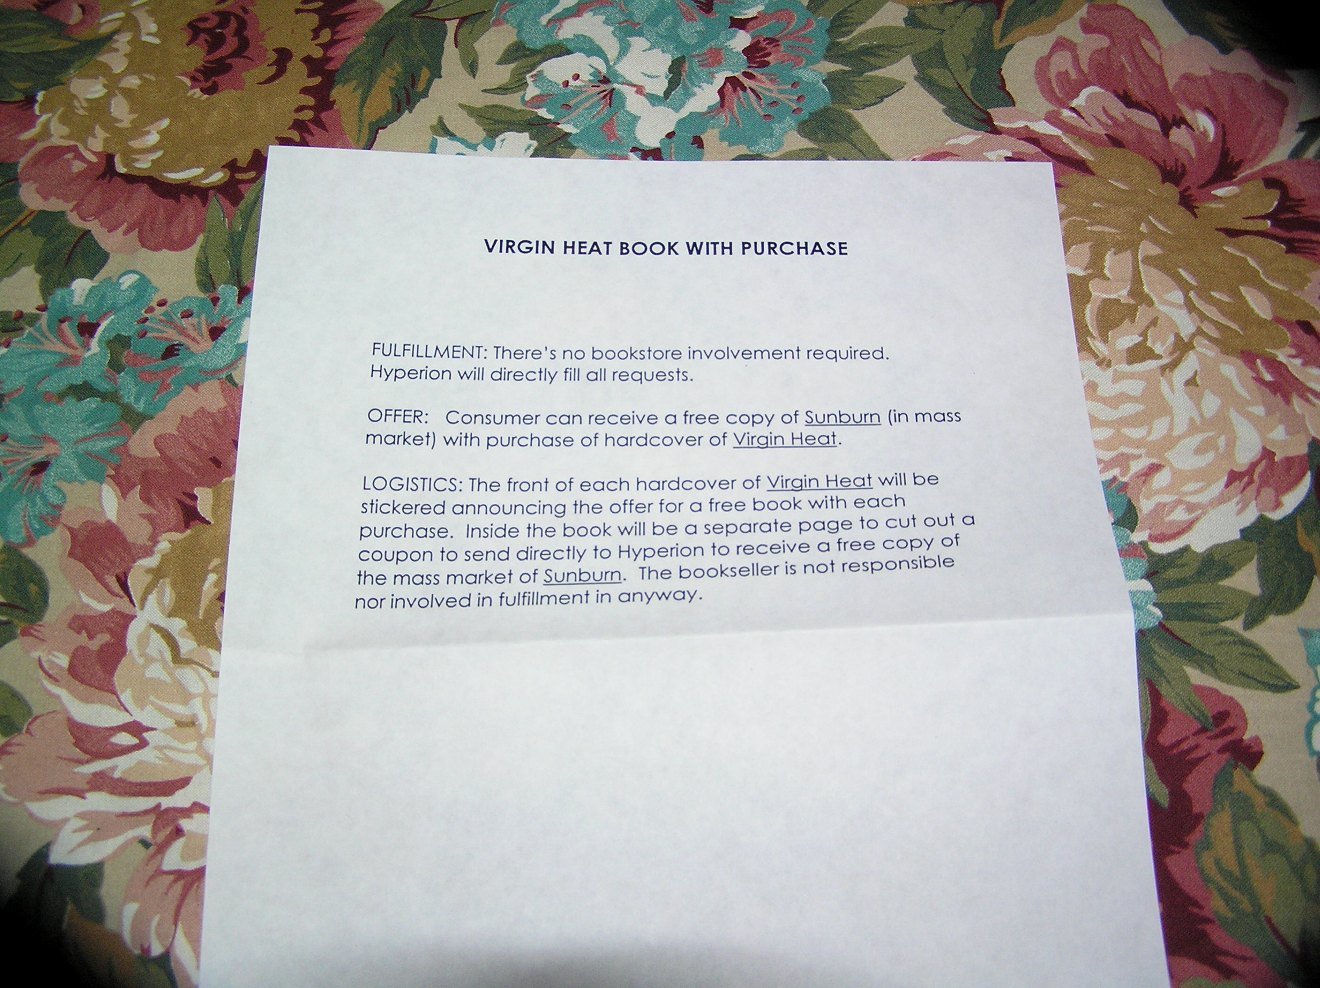 VIRGIN HEAT BOOK WITH PURCHASE
FULFILLMENT: There's no bookstore involvement required.
Hyperion will directly fill all requests.
OFFER: Consumer can receive a free copy of Sunburn (in mass
market) with purchase of hardcover of Virgin Heat.
LOGISTICS: The front of each hardcover of Virgin Heat will be
stickered announcing the offer for a free book with each
purchase. Inside the book will be a separate page to cut out a
coupon to send directly to Hyperion to receive a free copy of
the mass market of Sunburn. The bookseller is not responsible
nor involved in fulfillment in anyway.